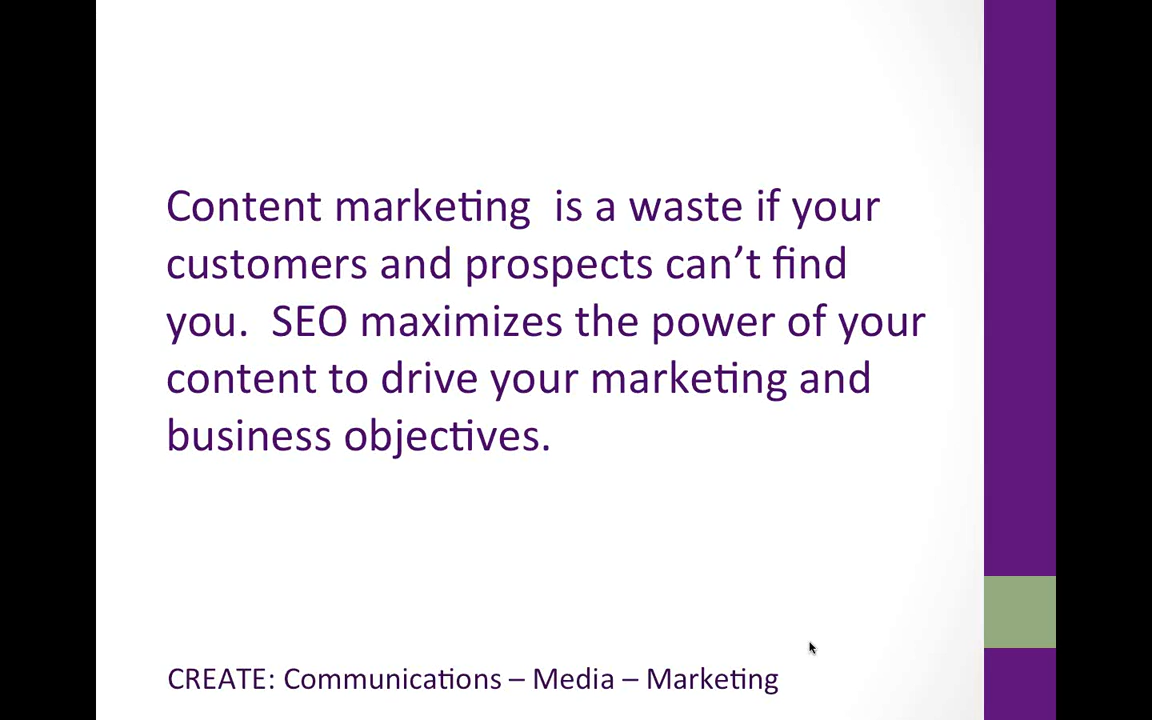 Content marketing  is a waste if your
customers and prospects can’t find
you.  SEO maximizes the power of your
content to drive your marketing and
business objectives.
CREATE: Communications – Media – Marketing